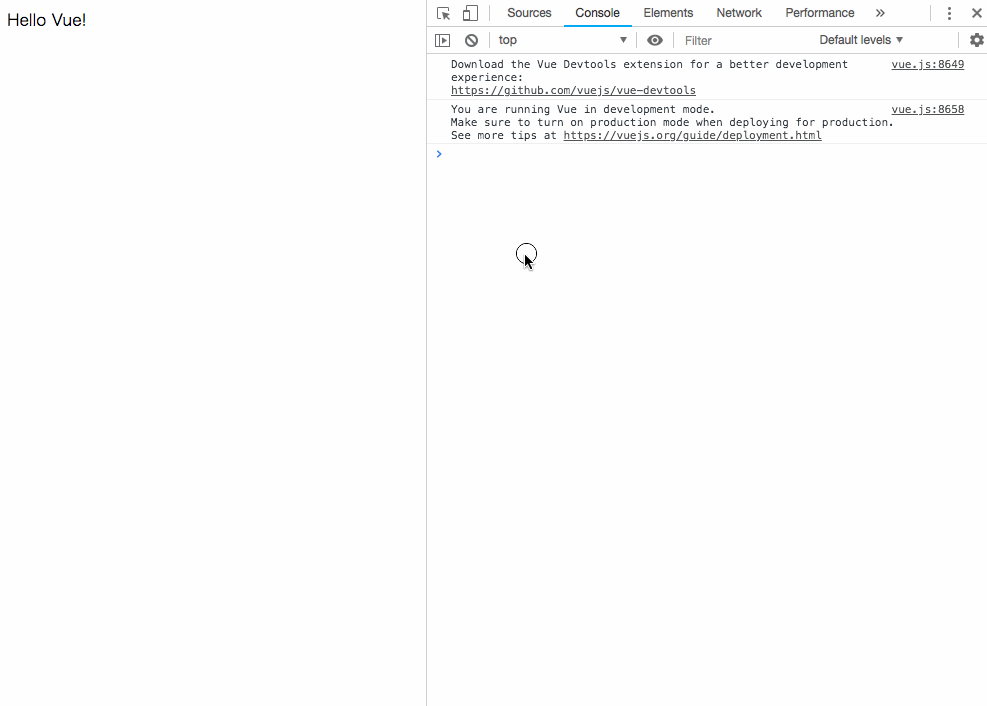 Hello Vue!
Sources Console Elements Network Performance »
top Filter Default levels
Download the Vue Devtools extension for a better development vue.js:8649
experience:
https://github.com/vuejs/vue-devtools
You are running Vue in development mode. vue.js:8658
Make sure to turn on production mode when deploying for production.
See more tips at https://vuejs.org/guide/deployment.html